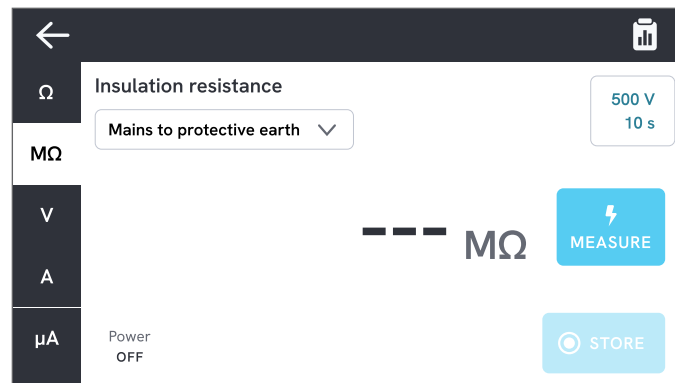 Ω
Insulation resistance
500 V
10 s
Mains to protective earth
MΩ
V
--- MΩ
MEASURE
A
µA
Power
OFF
STORE